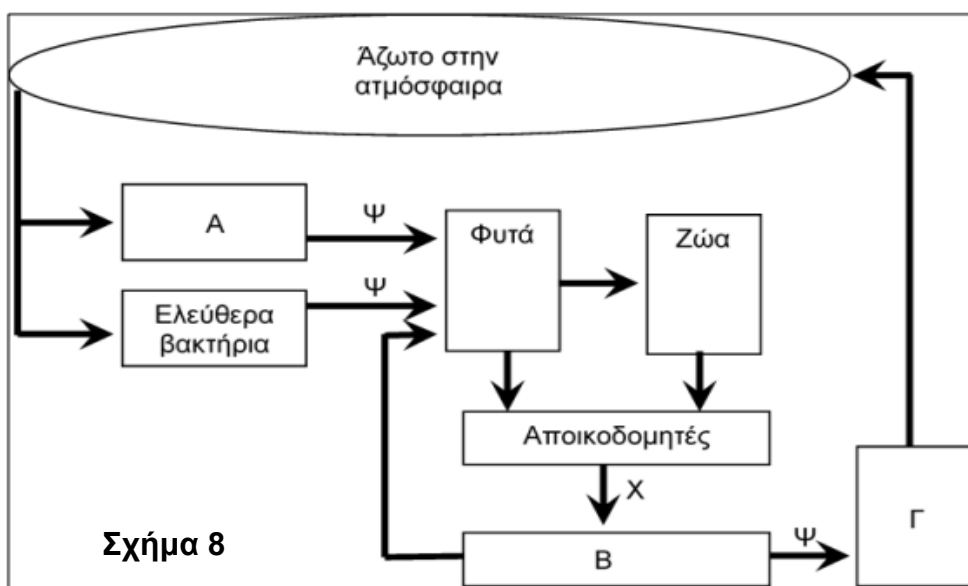 Άζωτο στην
ατμόσφαιρα
Α
Ψ
Φυτά
Ζώα
Ελεύθερα
βακτήρια
Ψ
Αποικοδομητές
Χ
Β
Ψ
Γ
Σχήμα 8